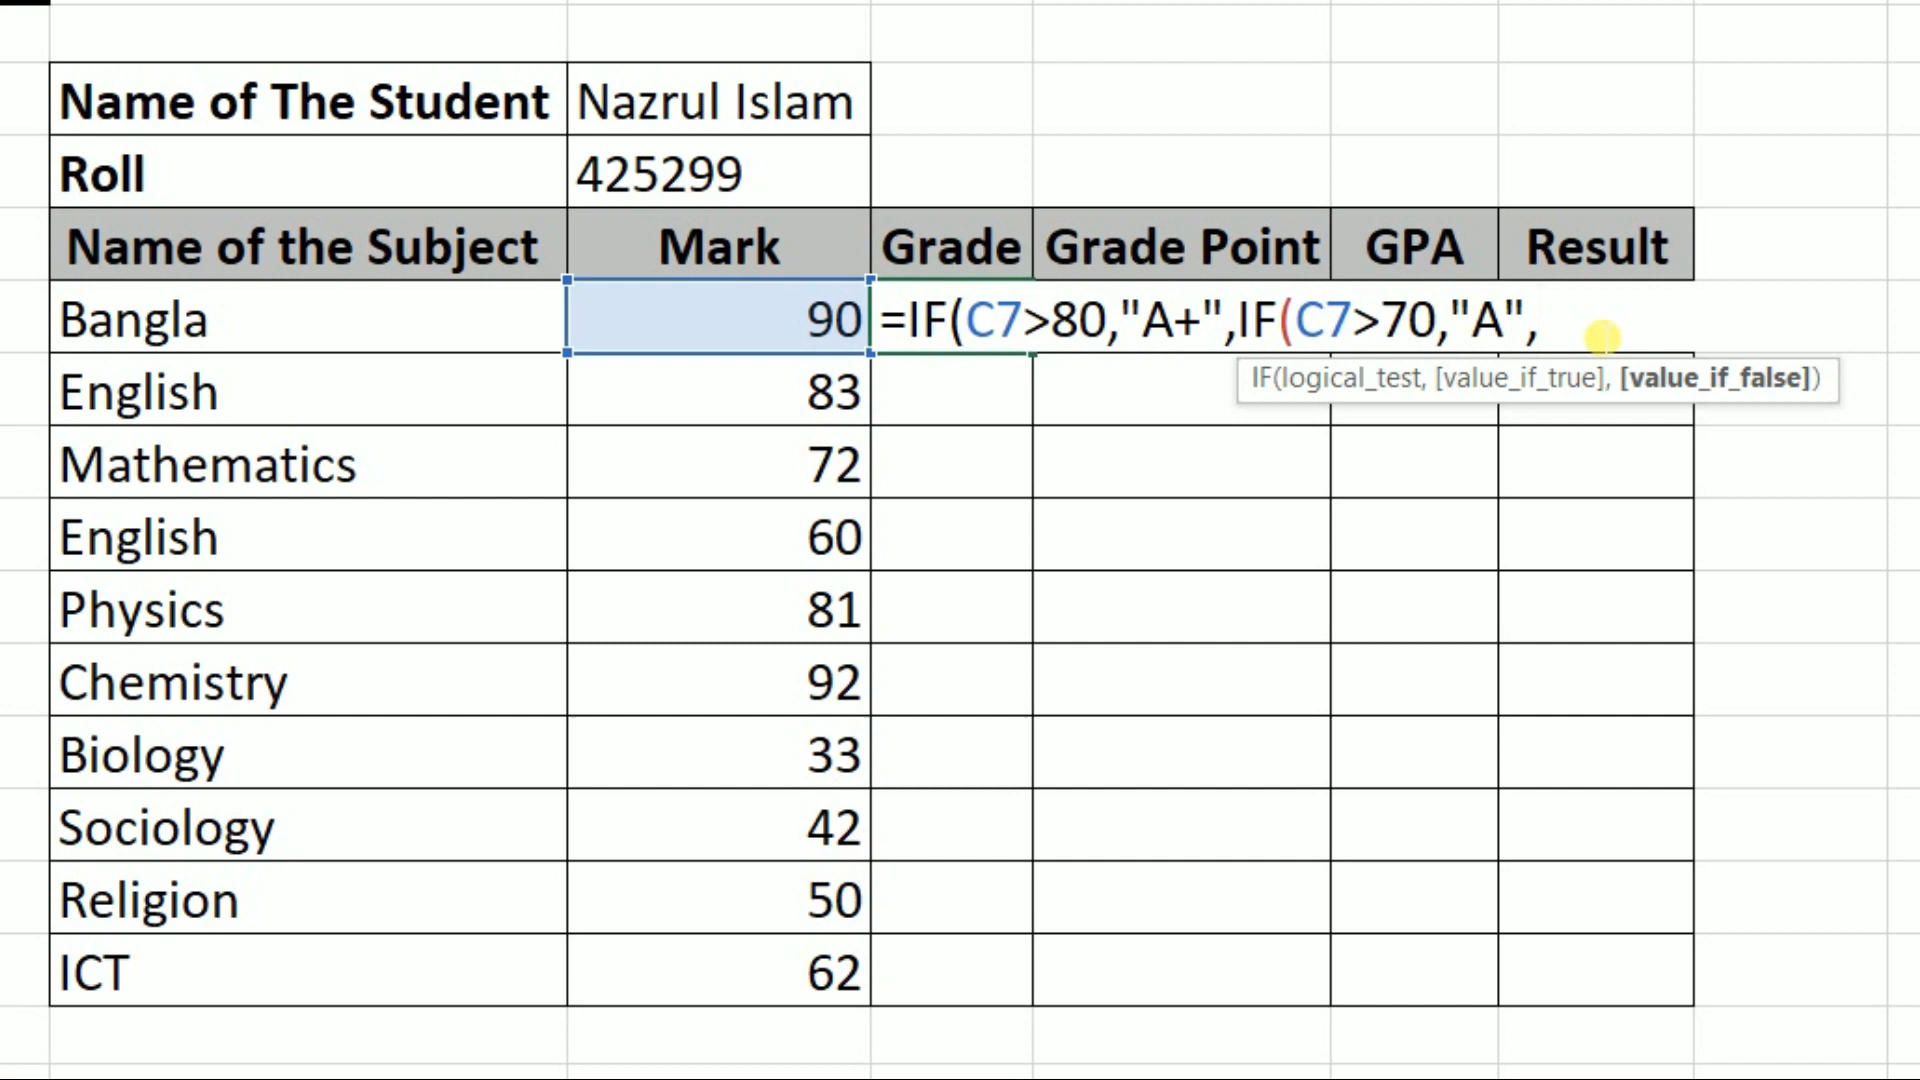 Name of The Student Nazrul Islam
Roll 425299
Name of the Subject Mark Grade Grade Point GPA Result
Bangla 90 =IF(C7>80,"A+",IF(C7>70,"A",
IF(logical_test, [value_if_true], [value_if_false])
English 83
Mathematics 72
English 60
Physics 81
Chemistry 92
Biology 33
Sociology 42
Religion 50
ICT 62